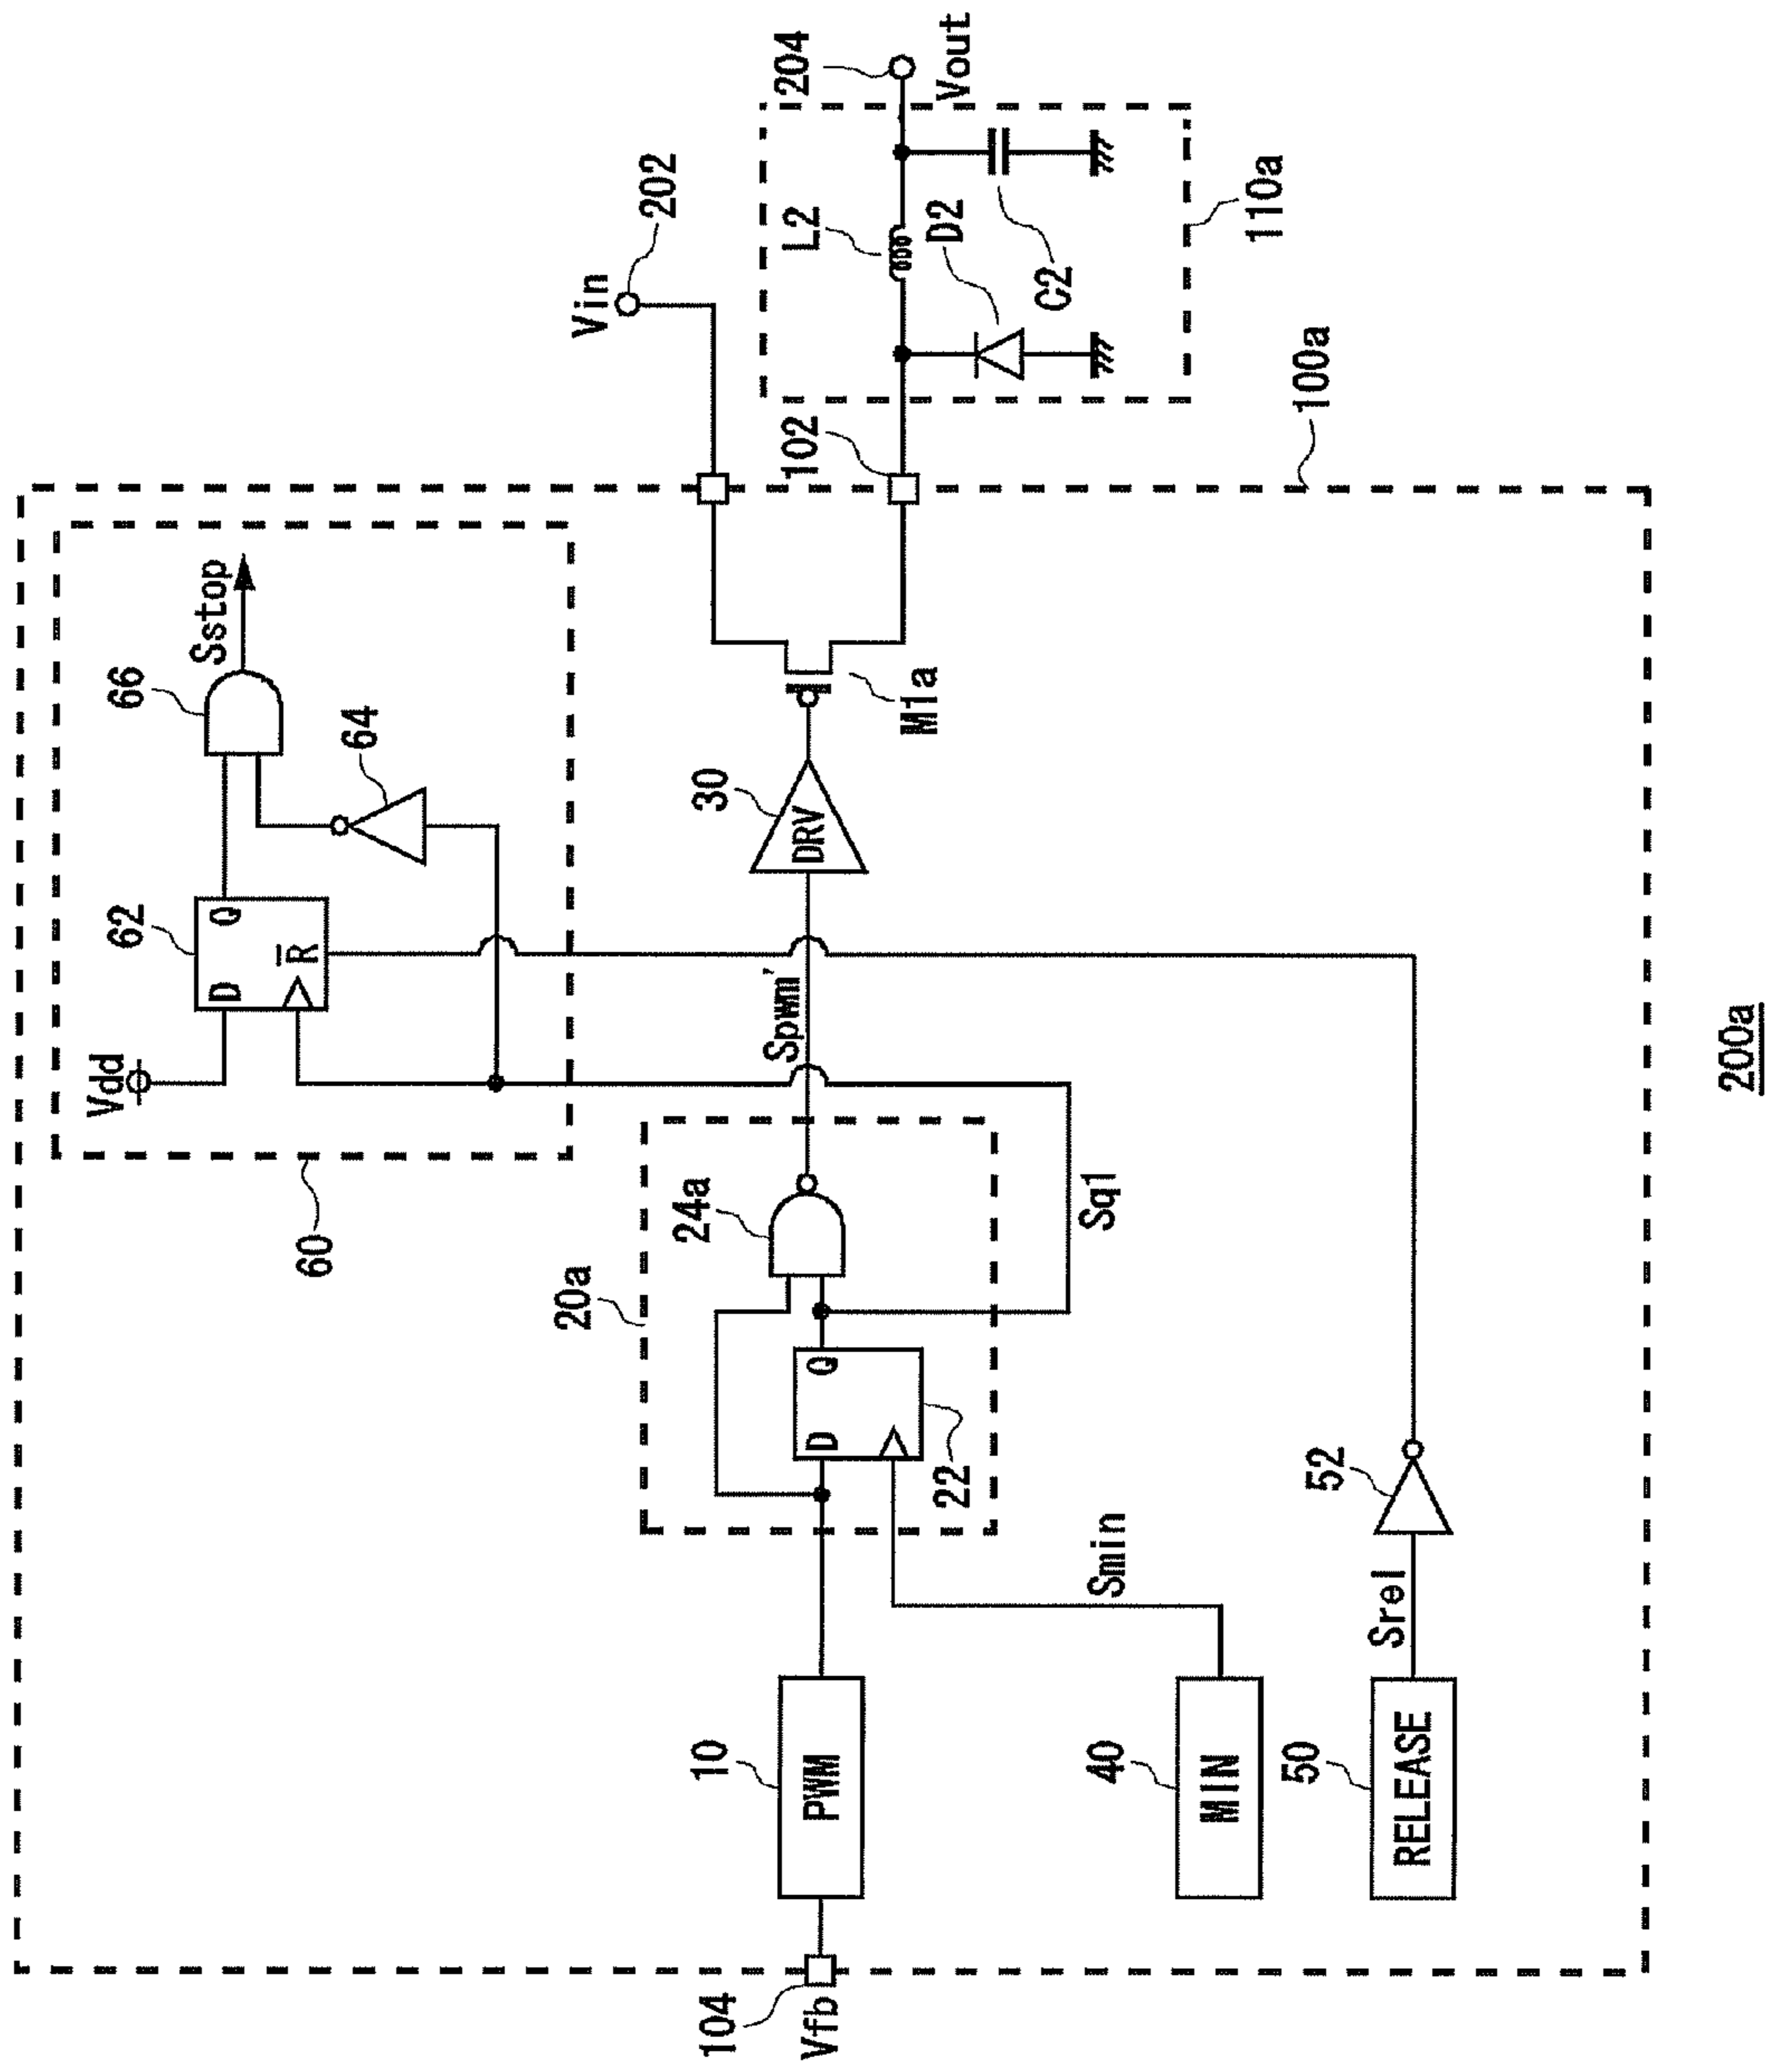 Vdd
62
D
Q
R̅
66
Sstop
64
60
Vin
202
204
Vout
L2
D2
C2
110a
102
100a
20a
24a
Spwm'
30
DRV
M1a
104
Vfb
10
PWM
D
Q
22
Sq1
Smin
40
MIN
50
RELEASE
Srel
52
200a